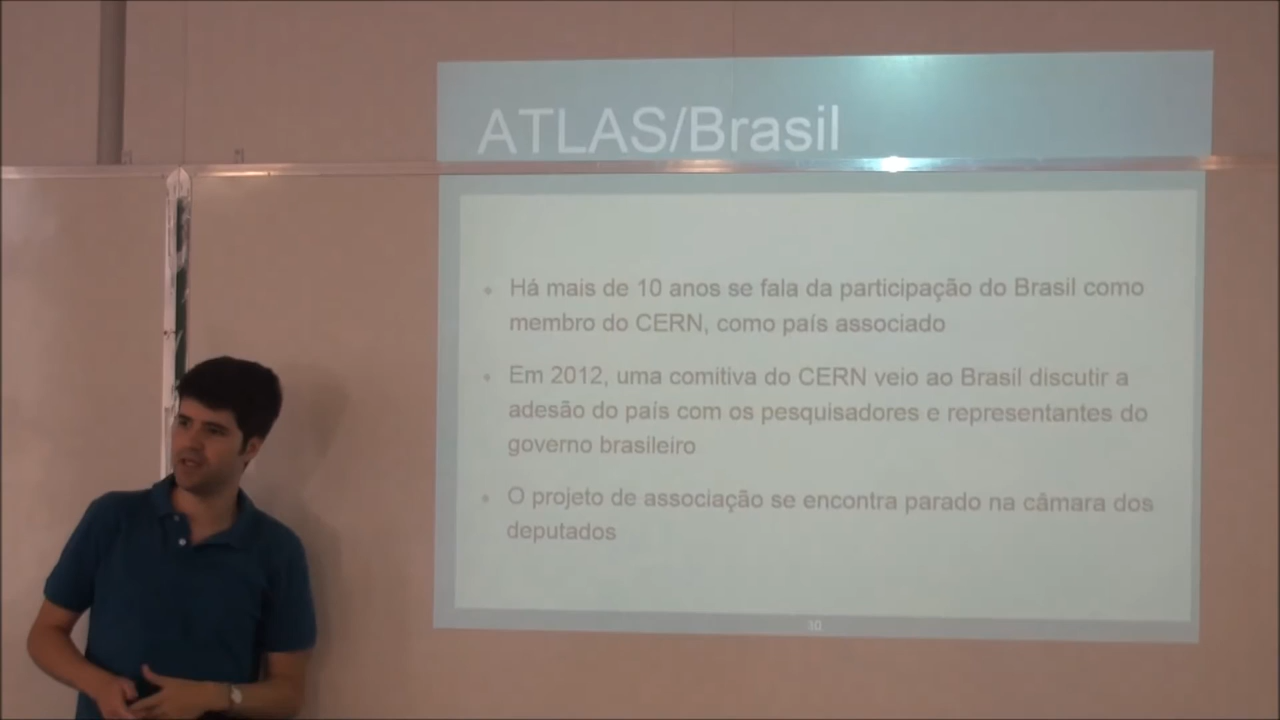 ATLAS/Brasil
• Há mais de 10 anos se fala da participação do Brasil como
membro do CERN, como país associado
• Em 2012, uma comitiva do CERN veio ao Brasil discutir a
adesão do país com os pesquisadores e representantes do
governo brasileiro
• O projeto de associação se encontra parado na câmara dos
deputados
10